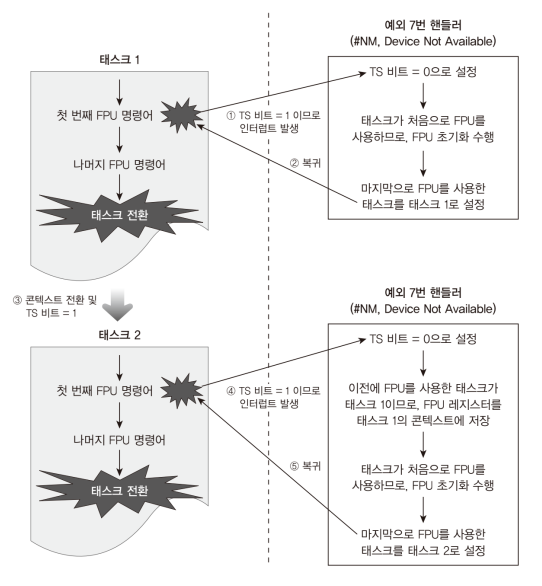 태스크 1
첫 번째 FPU 명령어
나머지 FPU 명령어
태스크 전환
① TS 비트 = 1 이므로
인터럽트 발생
② 복귀
예외 7번 핸들러
(#NM, Device Not Available)
TS 비트 = 0으로 설정
태스크가 처음으로 FPU를
사용하므로, FPU 초기화 수행
마지막으로 FPU를 사용한
태스크를 태스크 1로 설정
③ 콘텍스트 전환 및
TS 비트 = 1
태스크 2
첫 번째 FPU 명령어
나머지 FPU 명령어
태스크 전환
④ TS 비트 = 1 이므로
인터럽트 발생
⑤ 복귀
예외 7번 핸들러
(#NM, Device Not Available)
TS 비트 = 0으로 설정
이전에 FPU를 사용한 태스크가
태스크 1이므로, FPU 레지스터를
태스크 1의 콘텍스트에 저장
태스크가 처음으로 FPU를
사용하므로, FPU 초기화 수행
마지막으로 FPU를 사용한
태스크를 태스크 2로 설정